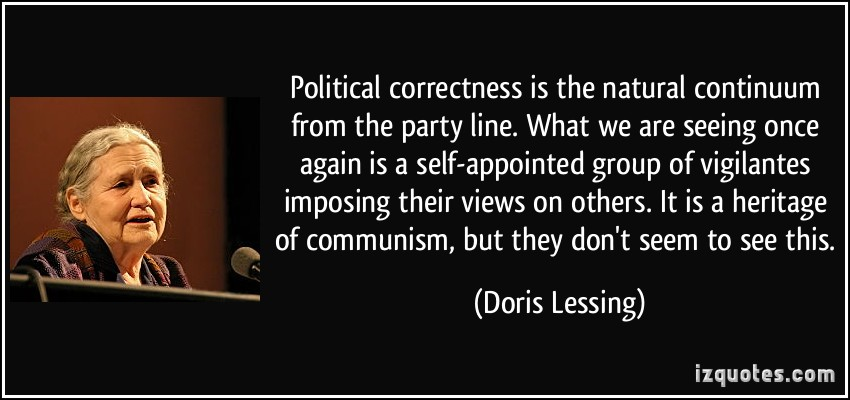 Political correctness is the natural continuum
from the party line. What we are seeing once
again is a self-appointed group of vigilantes
imposing their views on others. It is a heritage
of communism, but they don't seem to see this.
(Doris Lessing)
izquotes.com